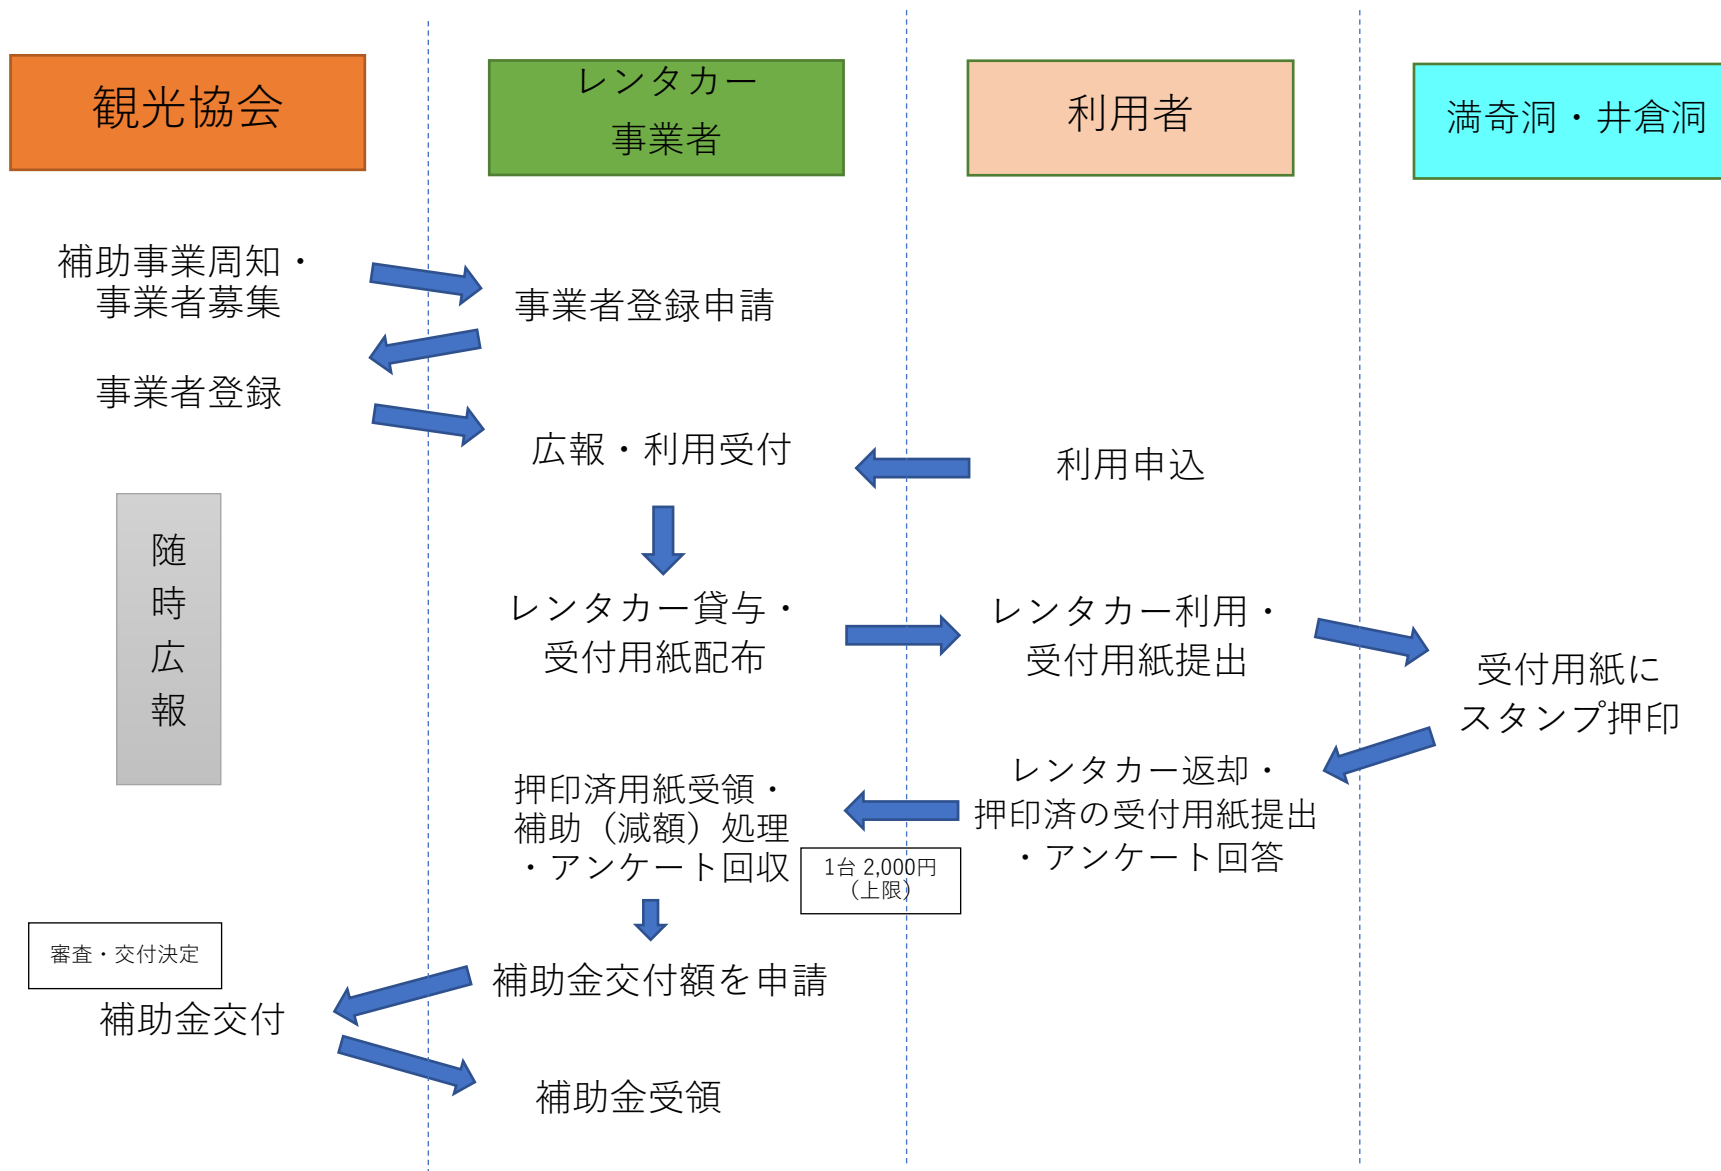 観光協会
レンタカー
事業者
利用者
満奇洞・井倉洞
補助事業周知・
事業者募集
事業者登録申請
事業者登録
広報・利用受付
利用申込
随
時
広
報
レンタカー貸与・
受付用紙配布
レンタカー利用・
受付用紙提出
受付用紙に
スタンプ押印
レンタカー返却・
押印済の受付用紙提出
・アンケート回答
押印済用紙受領・
補助（減額）処理
・アンケート回収
1台 2,000円
（上限）
審査・交付決定
補助金交付額を申請
補助金交付
補助金受領